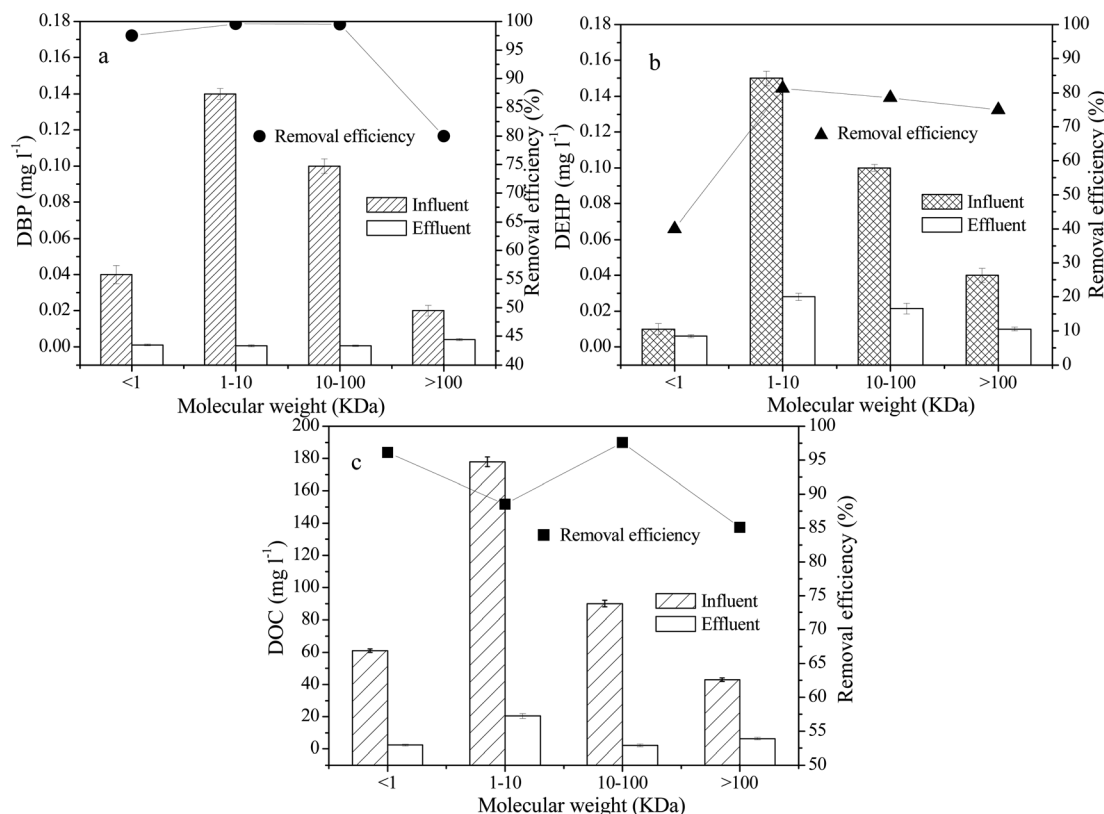 a
DBP (mg l⁻¹)
0.18
0.16
0.14
0.12
0.10
0.08
0.06
0.04
0.02
0.00
100
95
90
85
80
75
70
65
60
55
50
45
40
Removal efficiency (%)
Removal efficiency
Influent
Effluent
<1 1-10 10-100 >100
Molecular weight (KDa)
b
DEHP (mg l⁻¹)
0.18
0.16
0.14
0.12
0.10
0.08
0.06
0.04
0.02
0.00
100
90
80
70
60
50
40
30
20
10
0
Removal efficiency (%)
Removal efficiency
Influent
Effluent
<1 1-10 10-100 >100
Molecular weight (KDa)
c
DOC (mg l⁻¹)
200
180
160
140
120
100
80
60
40
20
0
100
95
90
85
80
75
70
65
60
55
50
Removal efficiency (%)
Removal efficiency
Influent
Effluent
<1 1-10 10-100 >100
Molecular weight (KDa)